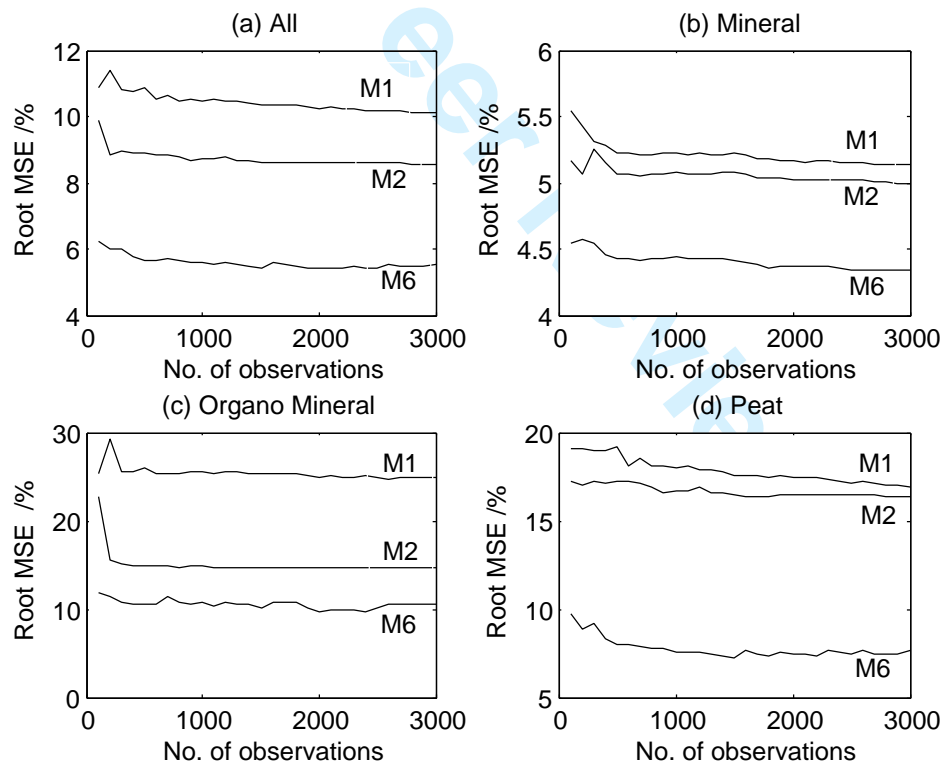 (a) All
Root MSE /%
12
10
8
6
4
M1
M2
M6
0
1000
2000
3000
No. of observations
(b) Mineral
Root MSE /%
6
5.5
5
4.5
4
M1
M2
M6
0
1000
2000
3000
No. of observations
(c) Organo Mineral
Root MSE /%
30
20
10
0
M1
M2
M6
0
1000
2000
3000
No. of observations
(d) Peat
Root MSE /%
20
15
10
5
M1
M2
M6
0
1000
2000
3000
No. of observations